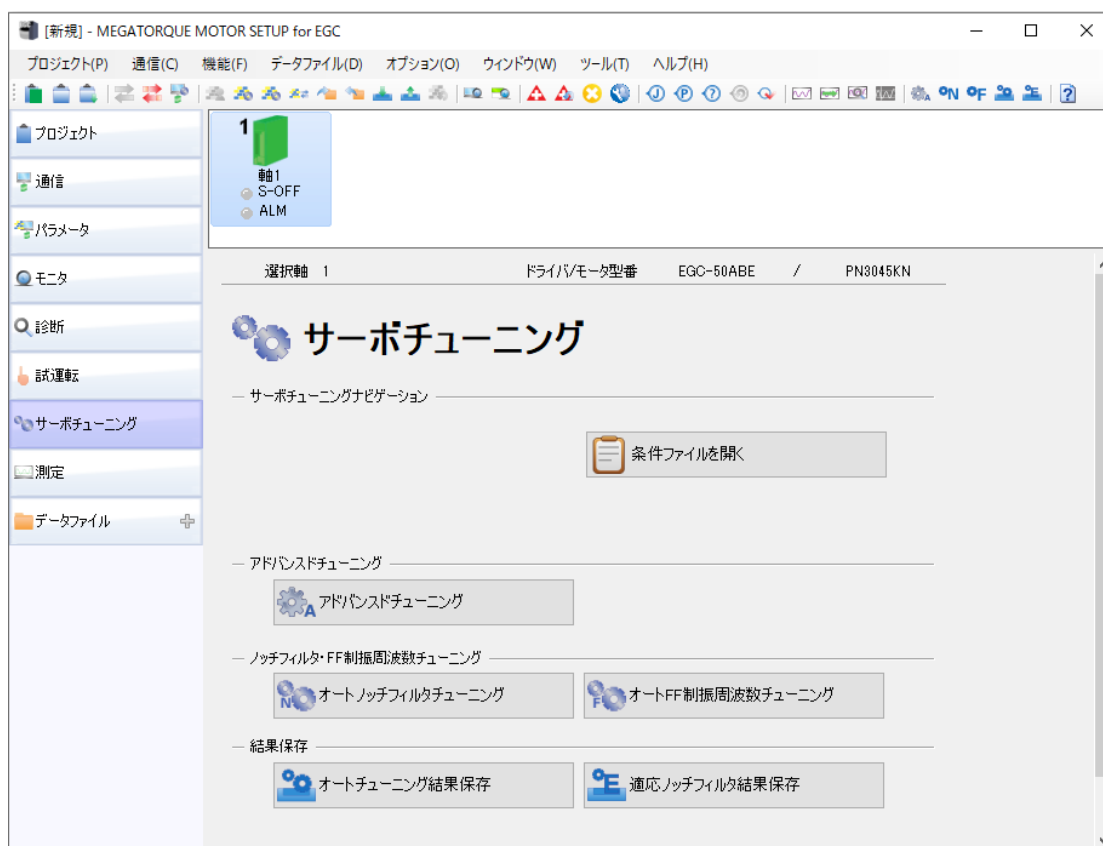 [新規] - MEGATORQUE MOTOR SETUP for EGC
プロジェクト(P) 通信(C) 機能(F) データファイル(D) オプション(O) ウィンドウ(W) ツール(T) ヘルプ(H)
プロジェクト
通信
パラメータ
モニタ
診断
試運転
サーボチューニング
測定
データファイル
1
軸1
S-OFF
ALM
選択軸 1 ドライバ/モータ型番 EGC-50ABE / PN3045KN
サーボチューニング
サーボチューニングナビゲーション
条件ファイルを開く
アドバンスドチューニング
アドバンスドチューニング
ノッチフィルタ・FF制振周波数チューニング
オートノッチフィルタチューニング オートFF制振周波数チューニング
結果保存
オートチューニング結果保存 適応ノッチフィルタ結果保存